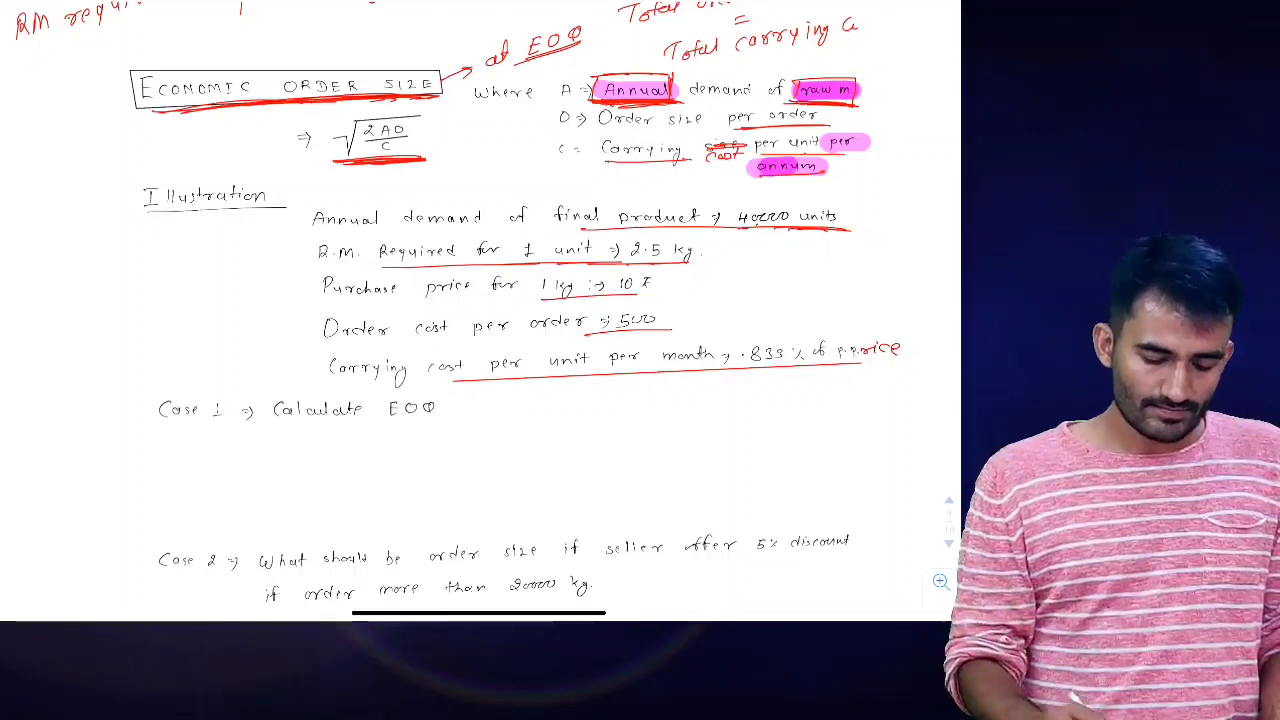 RM
Total
=
Total carrying C
at EOQ
ECONOMIC ORDER SIZE
where A => Annual demand of raw m
=> √2AO/C
O => Order size per order
C = Carrying cost per unit per annum
Illustration
Annual demand of final product => 40000 units
R.M. Required for 1 unit => 2.5 kg.
Purchase price for 1 kg => 10 ₹
Order cost per order => 500
Carrying cost per unit per month => .833 % of p.price
Case 1 => Calculate EOQ
Case 2 => What should be order size if seller offer 5% discount
if order more than 20000 kg.